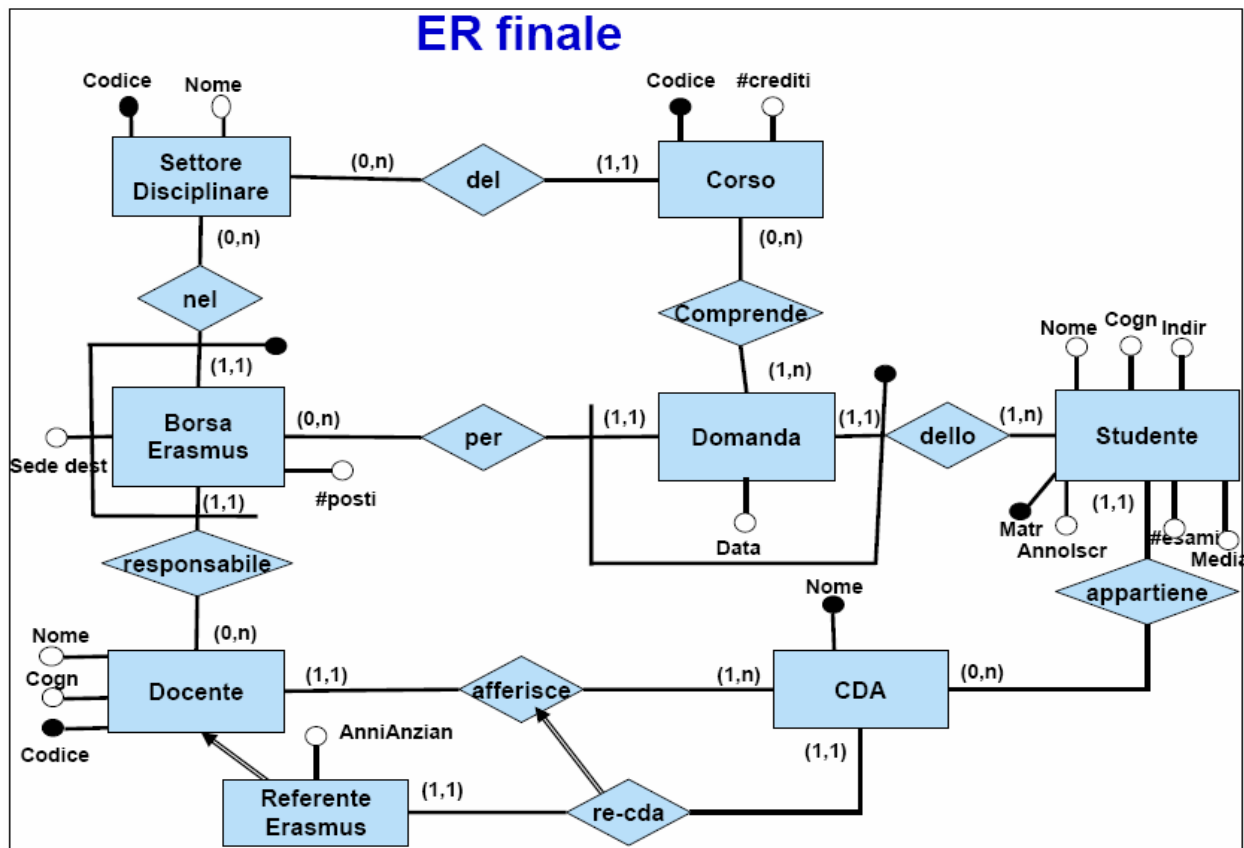 ER finale
Codice
Nome
Codice
#crediti
Settore
Disciplinare
(0,n)
del
(1,1)
Corso
(0,n)
(0,n)
nel
Comprende
Nome
Cogn
Indir
(1,1)
(1,n)
Borsa
Erasmus
(0,n)
per
(1,1)
Domanda
(1,1)
dello
(1,n)
Studente
Sede dest
#posti
(1,1)
(1,1)
Matr
AnnoIscr
#esami
Media
Data
responsabile
Nome
appartiene
(0,n)
Nome
Cogn
Docente
(1,1)
afferisce
(1,n)
CDA
(0,n)
Codice
AnniAnzian
(1,1)
Referente
Erasmus
(1,1)
re-cda